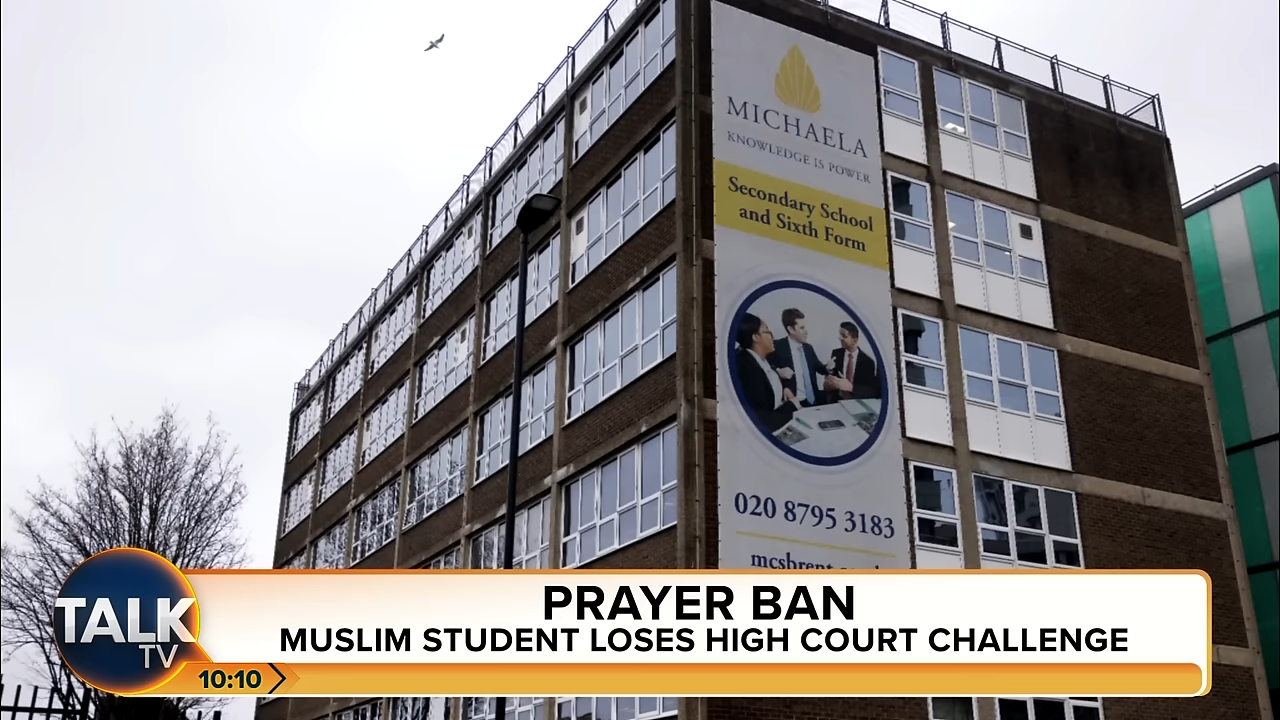 MICHAELA
KNOWLEDGE IS POWER
Secondary School
and Sixth Form
020 8795 3183
PRAYER BAN
MUSLIM STUDENT LOSES HIGH COURT CHALLENGE
TALK
TV
10:10